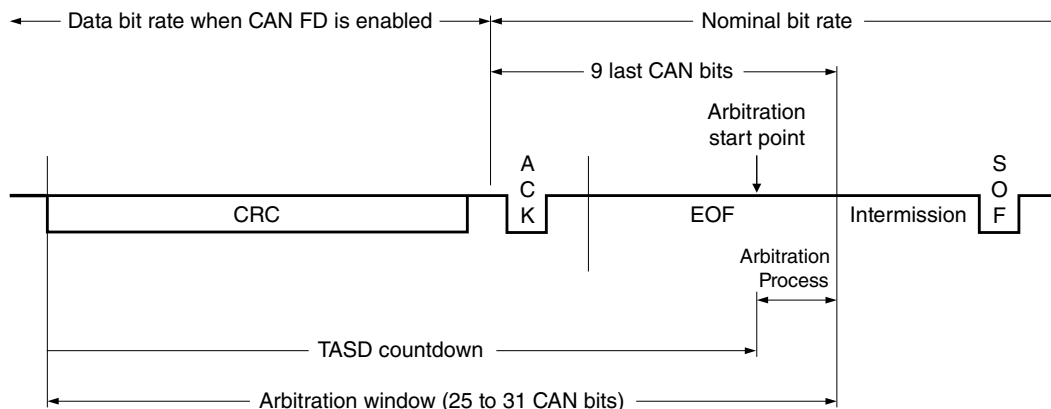 Data bit rate when CAN FD is enabled
Nominal bit rate
9 last CAN bits
Arbitration
start point
A
C
K
S
O
F
CRC
EOF
Intermission
Arbitration
Process
TASD countdown
Arbitration window (25 to 31 CAN bits)